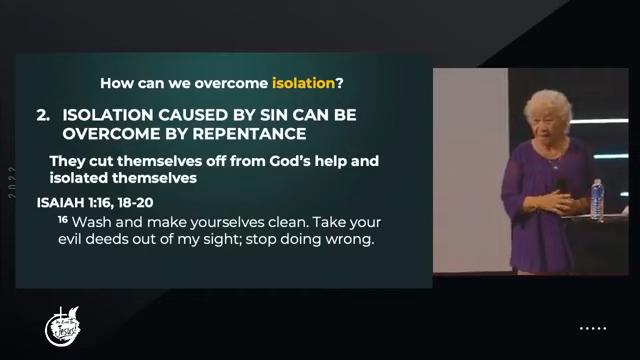 How can we overcome isolation?
2. ISOLATION CAUSED BY SIN CAN BE
OVERCOME BY REPENTANCE
They cut themselves off from God's help and
isolated themselves
ISAIAH 1:16, 18-20
16 Wash and make yourselves clean. Take your
evil deeds out of my sight; stop doing wrong.
2022
Jesus!